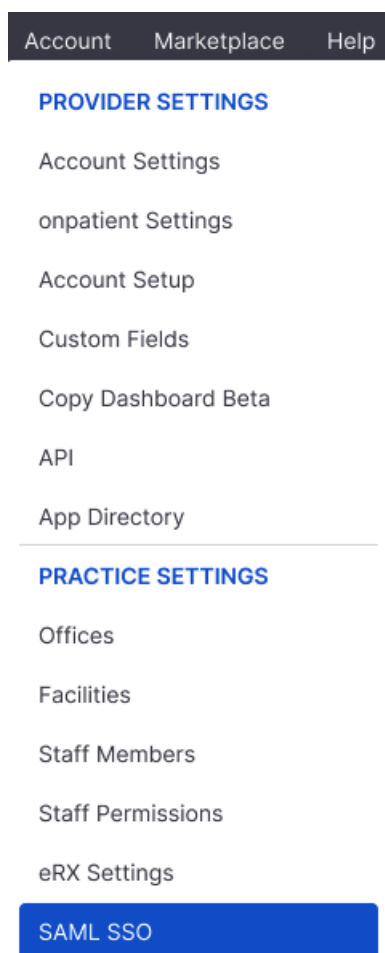 Account Marketplace Help
PROVIDER SETTINGS
Account Settings
onpatient Settings
Account Setup
Custom Fields
Copy Dashboard Beta
API
App Directory
PRACTICE SETTINGS
Offices
Facilities
Staff Members
Staff Permissions
eRX Settings
SAML SSO